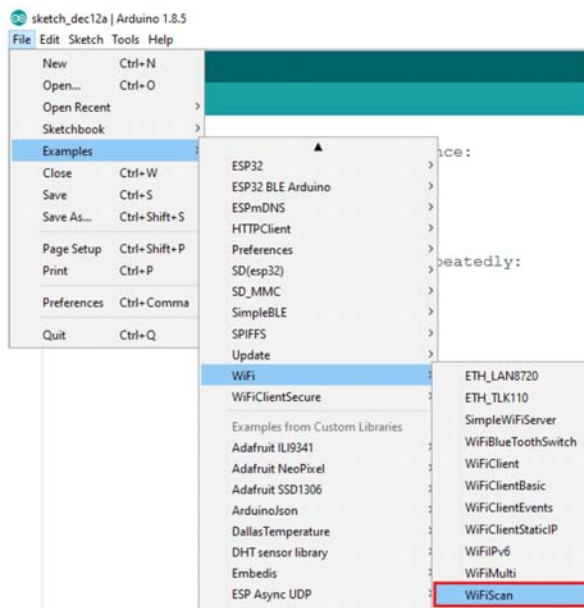 sketch_dec12a | Arduino 1.8.5
File Edit Sketch Tools Help
New Ctrl+N
Open... Ctrl+O
Open Recent
Sketchbook
Examples
Close Ctrl+W
Save Ctrl+S
Save As... Ctrl+Shift+S
Page Setup Ctrl+Shift+P
Print Ctrl+P
Preferences Ctrl+Comma
Quit Ctrl+Q
nce:
peatedly:
ESP32
ESP32 BLE Arduino
ESPmDNS
HTTPClient
Preferences
SD(esp32)
SD_MMC
SimpleBLE
SPIFFS
Update
WiFi
WiFiClientSecure
Examples from Custom Libraries
Adafruit ILI9341
Adafruit NeoPixel
Adafruit SSD1306
ArduinoJson
DallasTemperature
DHT sensor library
Embedis
ESP Async UDP
ETH_LAN8720
ETH_TLK110
SimpleWiFiServer
WiFiBlueToothSwitch
WiFiClient
WiFiClientBasic
WiFiClientEvents
WiFiClientStaticIP
WiFiIPv6
WiFiMulti
WiFiScan